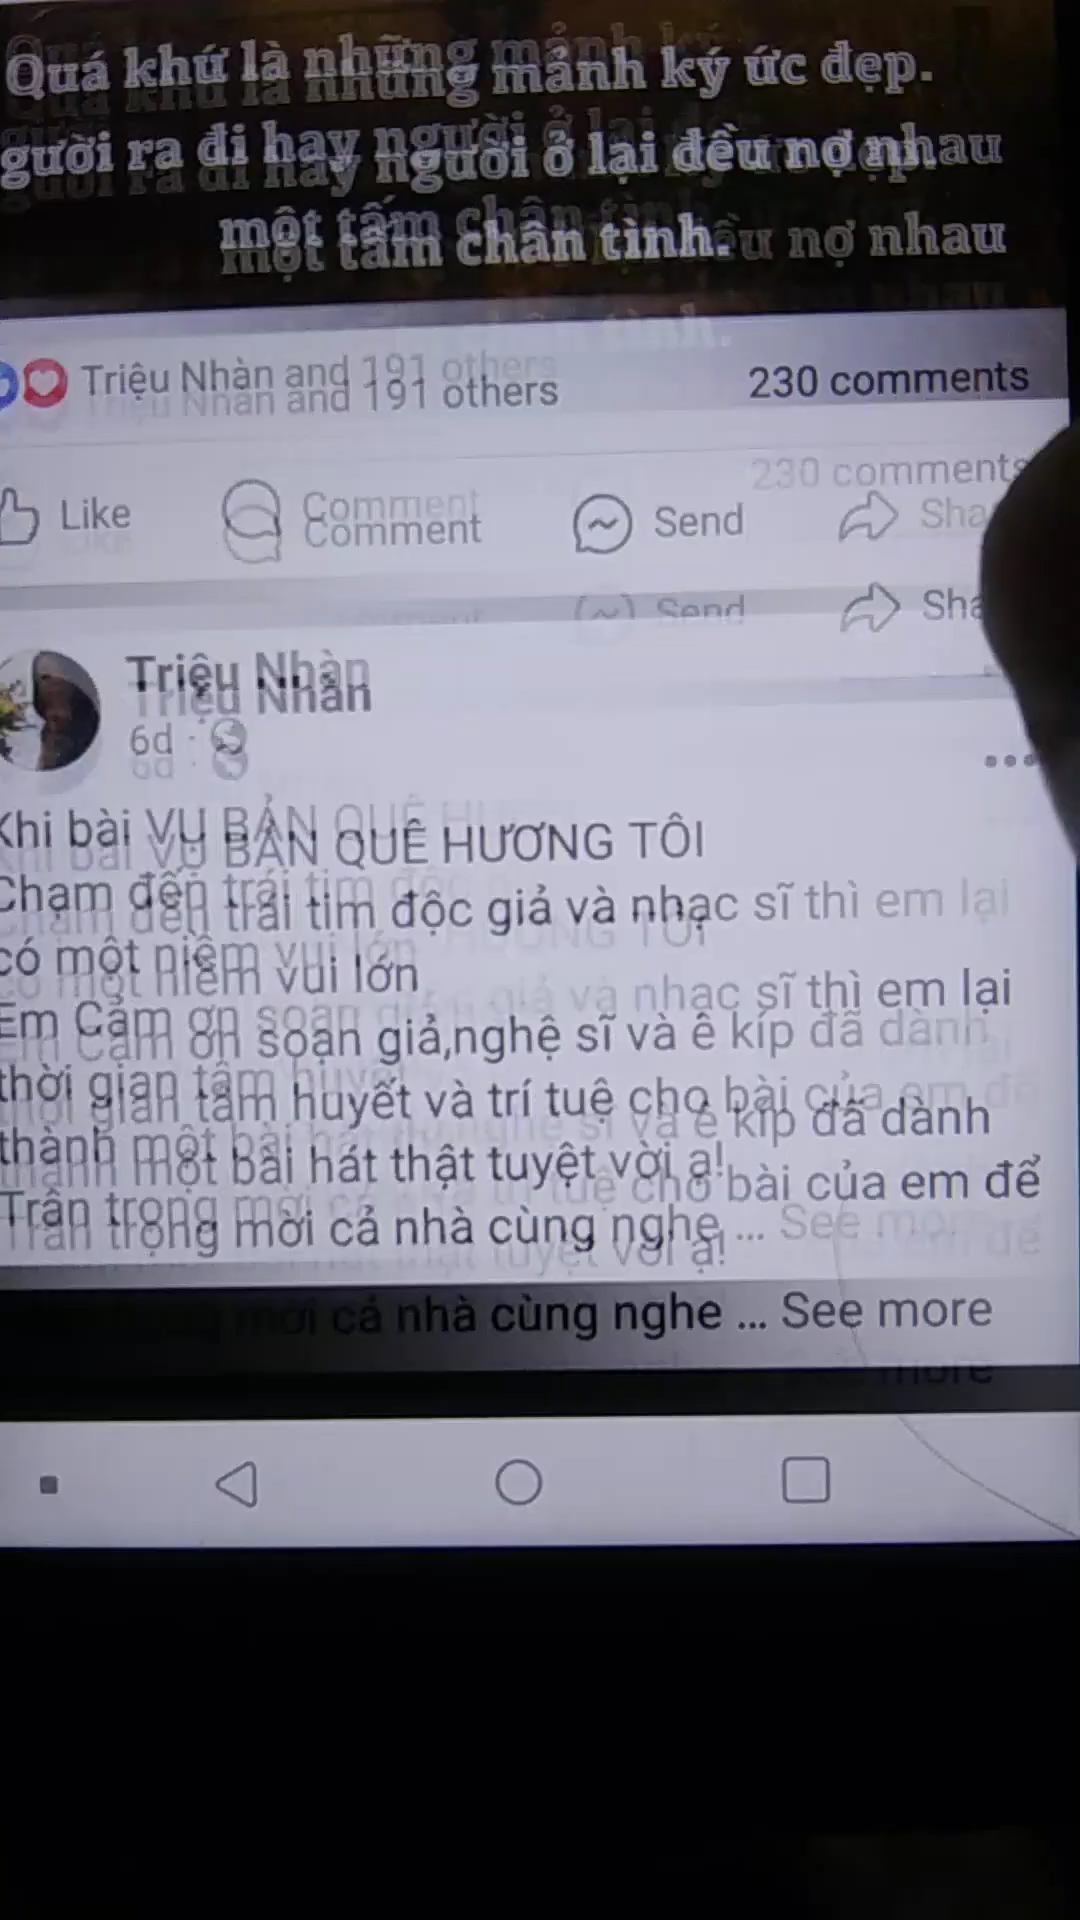 Quá khứ là những mảnh ký ức đẹp.
gười ra đi hay người ở lại đều nợ nhau
một tấm chân tình.
Triệu Nhàn and 191 others
230 comments
Like
Comment
Send
Sha
Triệu Nhàn
6d
Khi bài VỤ BẢN QUÊ HƯƠNG TÔI
Chạm đến trái tim độc giả và nhạc sĩ thì em lại
có một niềm vui lớn
Em Cảm ơn soạn giả,nghệ sĩ và ê kíp đã dành
thời gian tâm huyết và trí tuệ cho bài của em để
thành một bài hát thật tuyệt vời ạ!
Trân trọng mời cả nhà cùng nghe ... See more